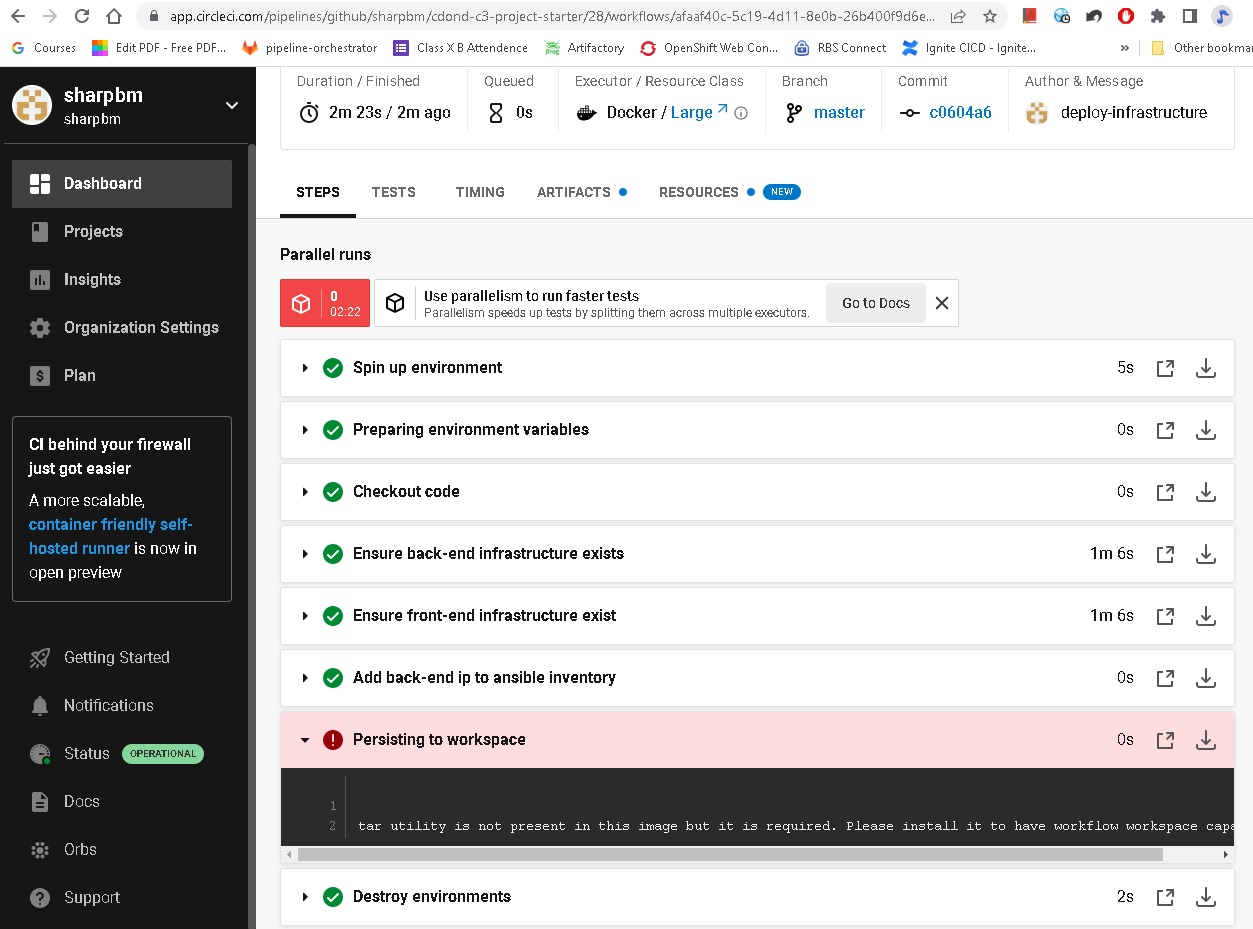 app.circleci.com/pipelines/github/sharpbm/cdond-c3-project-starter/28/workflows/afaaf40c-5c19-4d11-8e0b-26b400f9d6e...
Courses
Edit PDF - Free PDF...
pipeline-orchestrator
Class X B Attendence
Artifactory
OpenShift Web Con...
RBS Connect
Ignite CICD - Ignite...
»
Other bookmar
sharpbm
sharpbm
Dashboard
Projects
Insights
Organization Settings
Plan
CI behind your firewall
just got easier
A more scalable,
container friendly self-
hosted runner is now in
open preview
Getting Started
Notifications
Status OPERATIONAL
Docs
Orbs
Support
Duration / Finished
2m 23s / 2m ago
Queued
0s
Executor / Resource Class
Docker / Large
Branch
master
Commit
c0604a6
Author & Message
deploy-infrastructure
STEPS
TESTS
TIMING
ARTIFACTS
RESOURCES
NEW
Parallel runs
0
02:22
Use parallelism to run faster tests
Parallelism speeds up tests by splitting them across multiple executors.
Go to Docs
Spin up environment 5s
Preparing environment variables 0s
Checkout code 0s
Ensure back-end infrastructure exists 1m 6s
Ensure front-end infrastructure exist 1m 6s
Add back-end ip to ansible inventory 0s
Persisting to workspace 0s
1
2 tar utility is not present in this image but it is required. Please install it to have workflow workspace capa
Destroy environments 2s